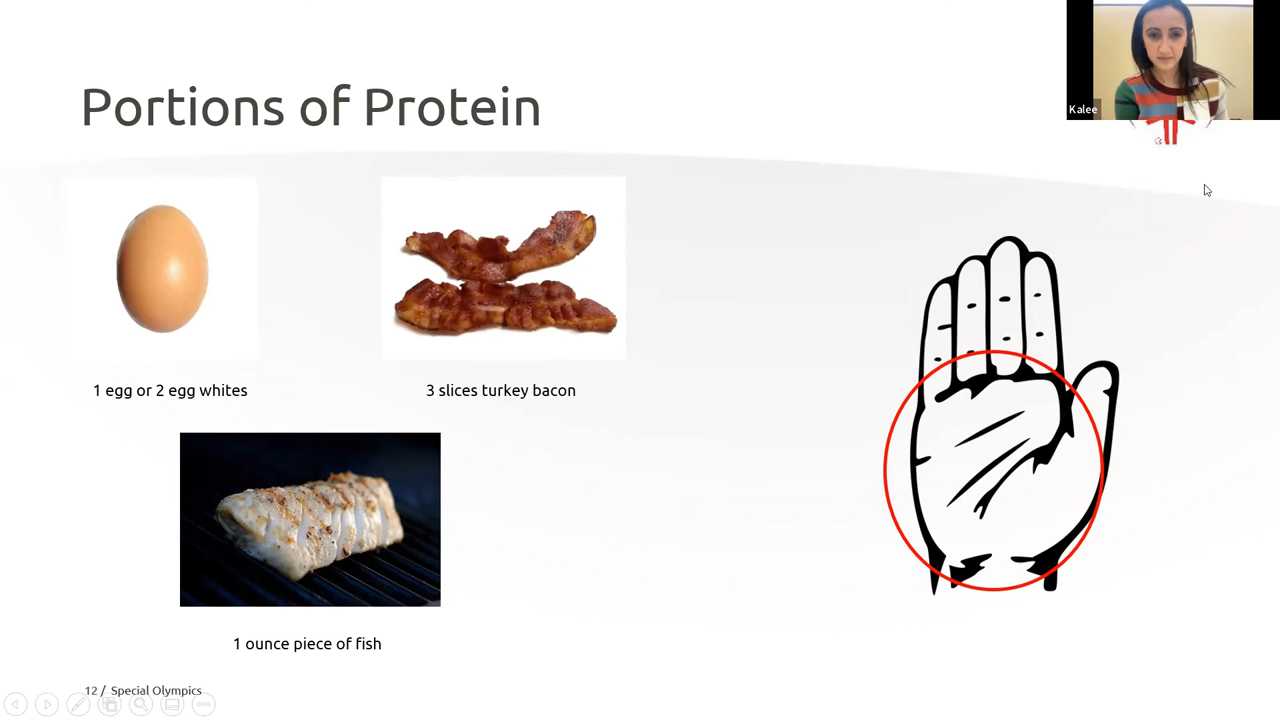 Portions of Protein
Kalee
1 egg or 2 egg whites
3 slices turkey bacon
1 ounce piece of fish
12 / Special Olympics